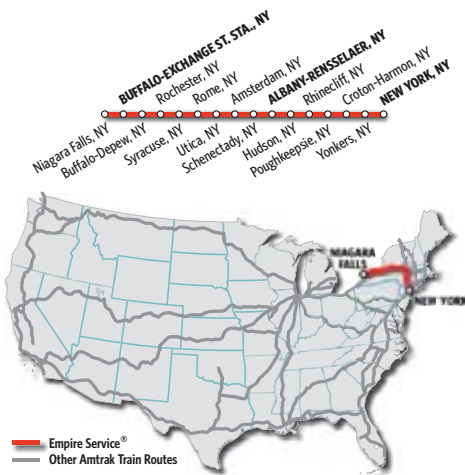 BUFFALO-EXCHANGE ST. STA., NY
Rochester, NY
Rome, NY
Amsterdam, NY
ALBANY-RENSSELAER, NY
Rhinecliff, NY
Croton-Harmon, NY
NEW YORK, NY
Niagara Falls, NY
Buffalo-Depew, NY
Syracuse, NY
Utica, NY
Schenectady, NY
Hudson, NY
Poughkeepsie, NY
Yonkers, NY
NIAGARA
FALLS
NEW YORK
Empire Service®
Other Amtrak Train Routes